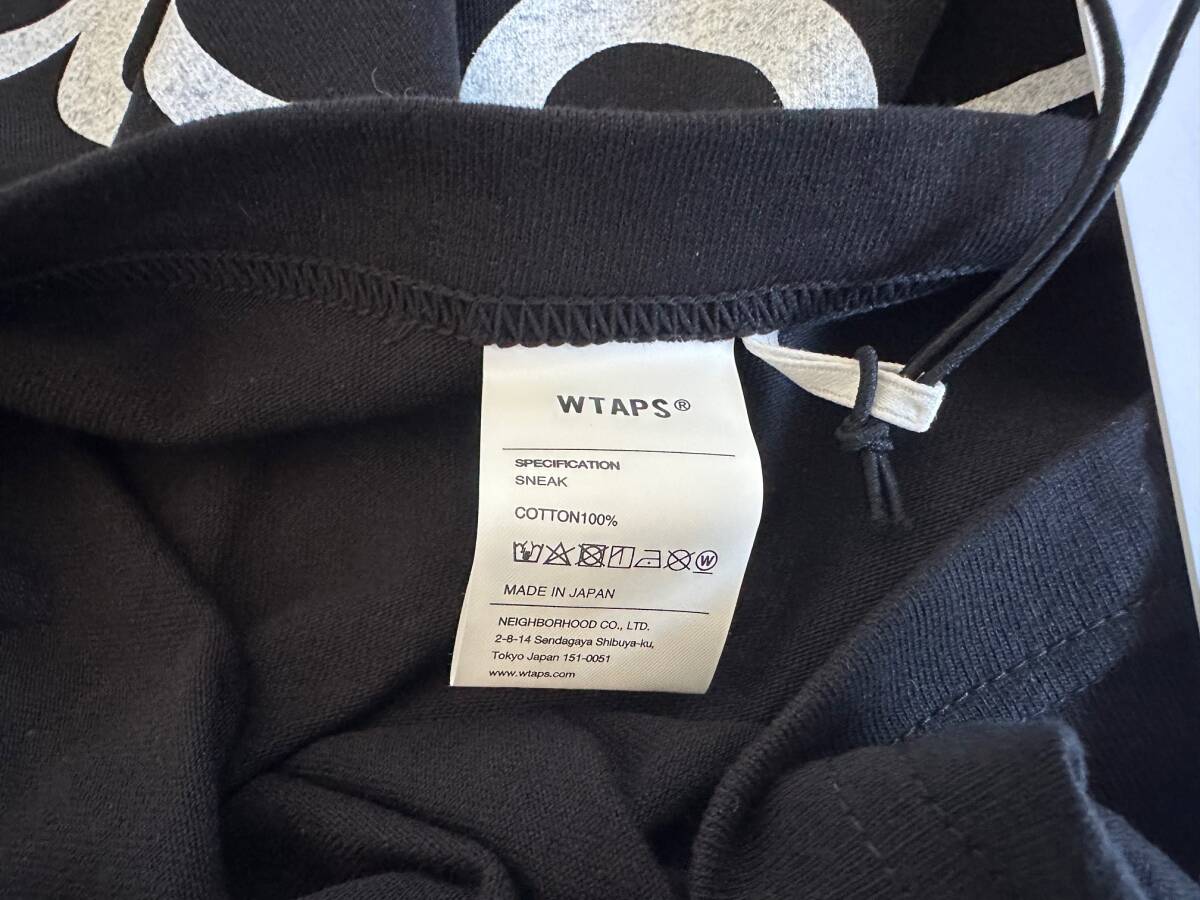 WTAPS®
SPECIFICATION
SNEAK
COTTON100%
W
MADE IN JAPAN
NEIGHBORHOOD CO., LTD.
2-8-14 Sendagaya Shibuya-ku,
Tokyo Japan 151-0051
www.wtaps.com